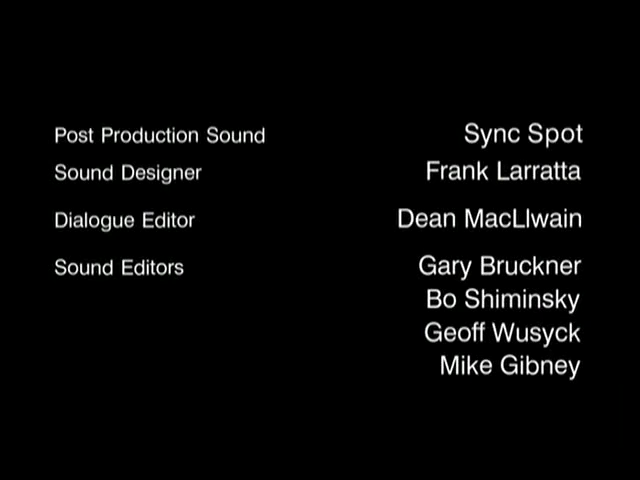 Post Production Sound Sync Spot
Sound Designer Frank Larratta
Dialogue Editor Dean MacLlwain
Sound Editors Gary Bruckner
Bo Shiminsky
Geoff Wusyck
Mike Gibney